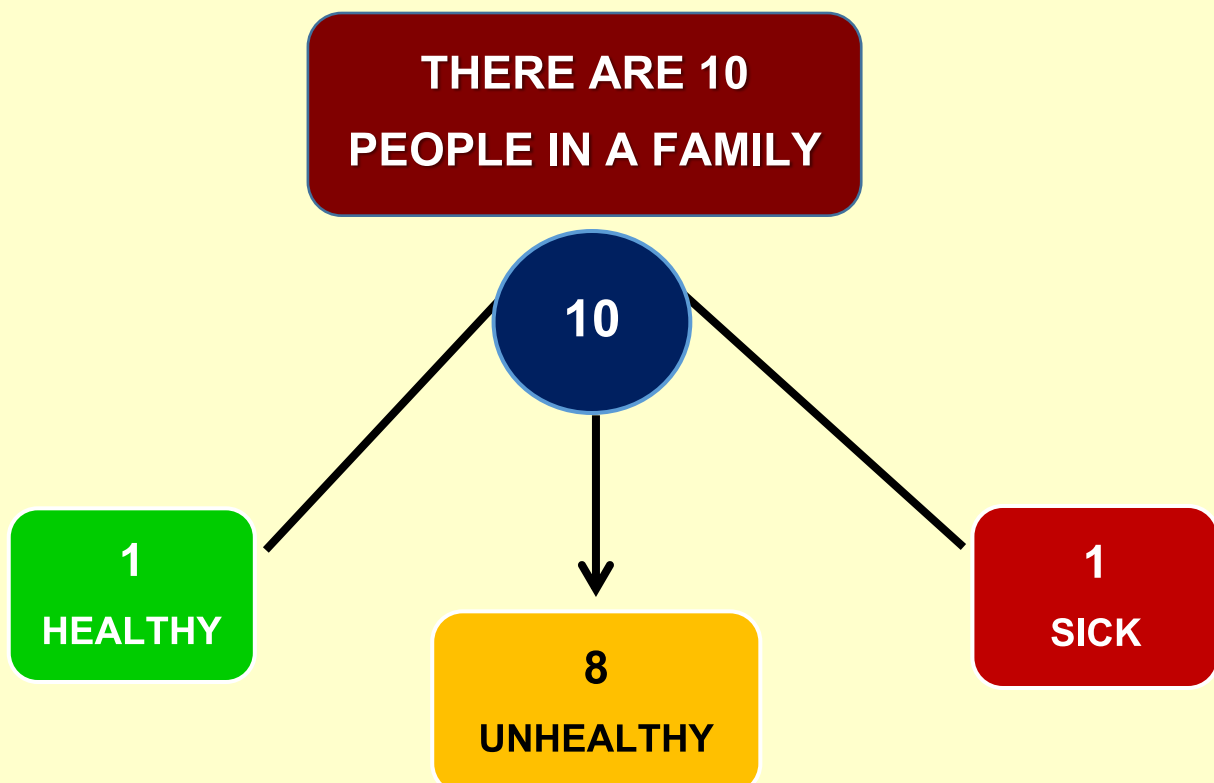 THERE ARE 10
PEOPLE IN A FAMILY
10
1
HEALTHY
8
UNHEALTHY
1
SICK